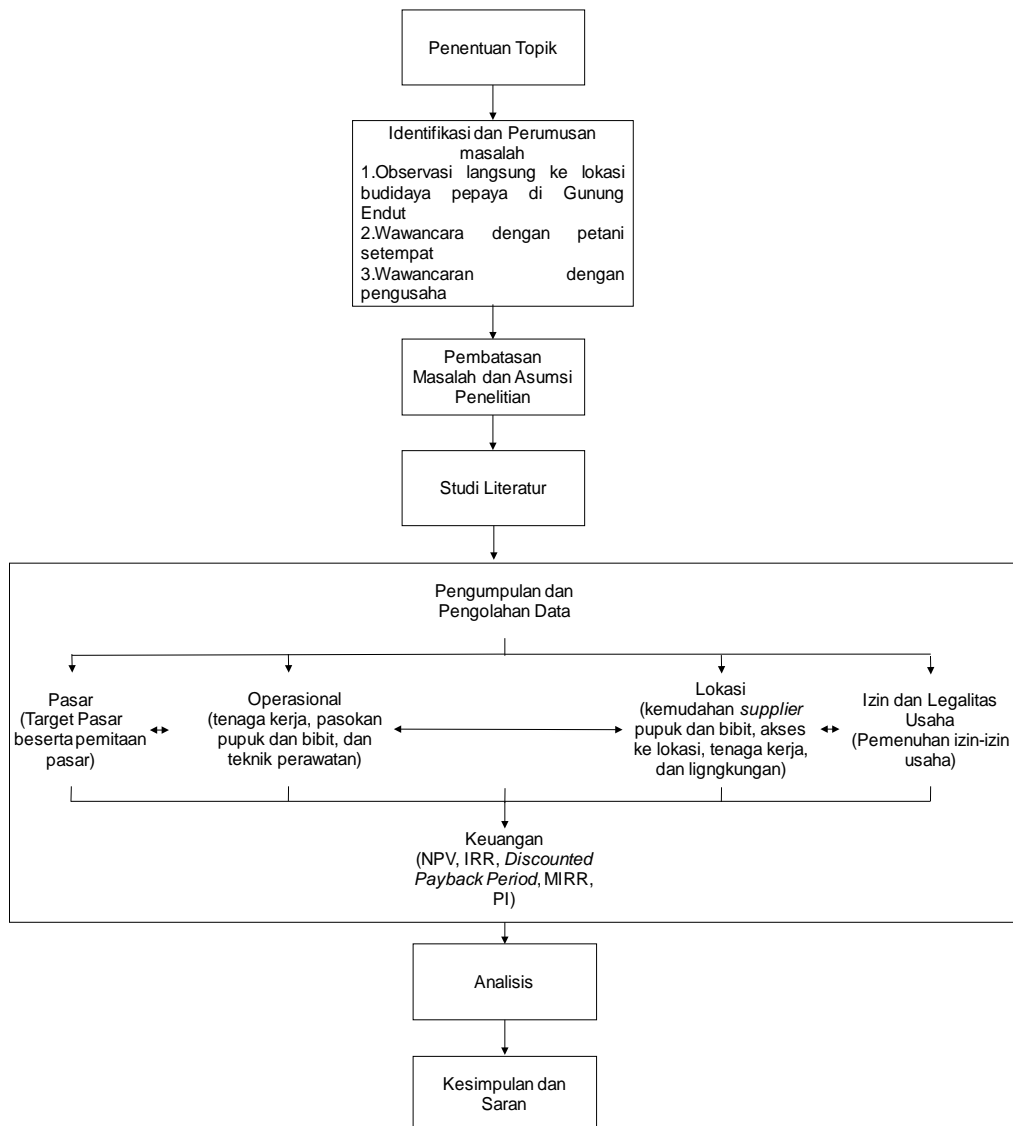 Penentuan Topik
Identifikasi dan Perumusan
masalah
1.Observasi langsung ke lokasi
budidaya pepaya di Gunung
Endut
2.Wawancara dengan petani
setempat
3.Wawancaran dengan
pengusaha
Pembatasan
Masalah dan Asumsi
Penelitian
Studi Literatur
Pengumpulan dan
Pengolahan Data
Pasar
(Target Pasar
beserta pemitaan
pasar)
Operasional
(tenaga kerja, pasokan
pupuk dan bibit, dan
teknik perawatan)
Lokasi
(kemudahan supplier
pupuk dan bibit, akses
ke lokasi, tenaga kerja,
dan ligngkungan)
Izin dan Legalitas
Usaha
(Pemenuhan izin-izin
usaha)
Keuangan
(NPV, IRR, Discounted
Payback Period, MIRR,
PI)
Analisis
Kesimpulan dan
Saran